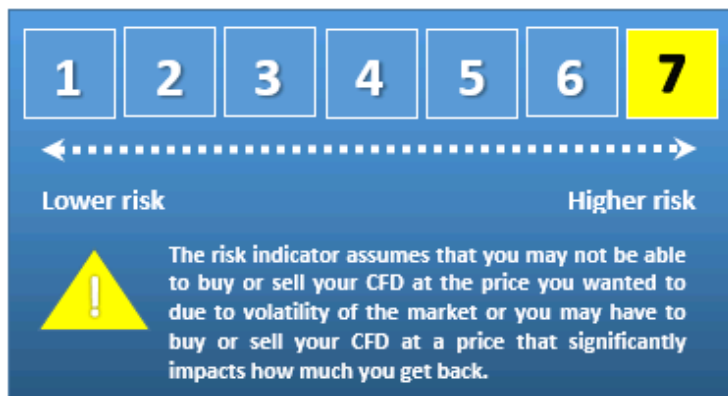 1 2 3 4 5 6 7
Lower risk Higher risk
!
The risk indicator assumes that you may not be able
to buy or sell your CFD at the price you wanted to
due to volatility of the market or you may have to
buy or sell your CFD at a price that significantly
impacts how much you get back.